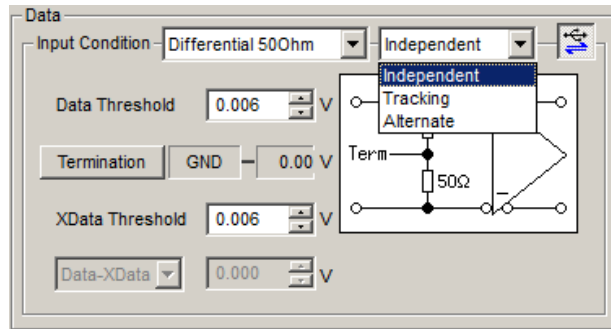 Data
Input Condition Differential 50Ohm Independent
Independent
Tracking
Alternate
Data Threshold 0.006 V
Termination GND 0.00 V
Term
50Ω
XData Threshold 0.006 V
Data-XData 0.000 V